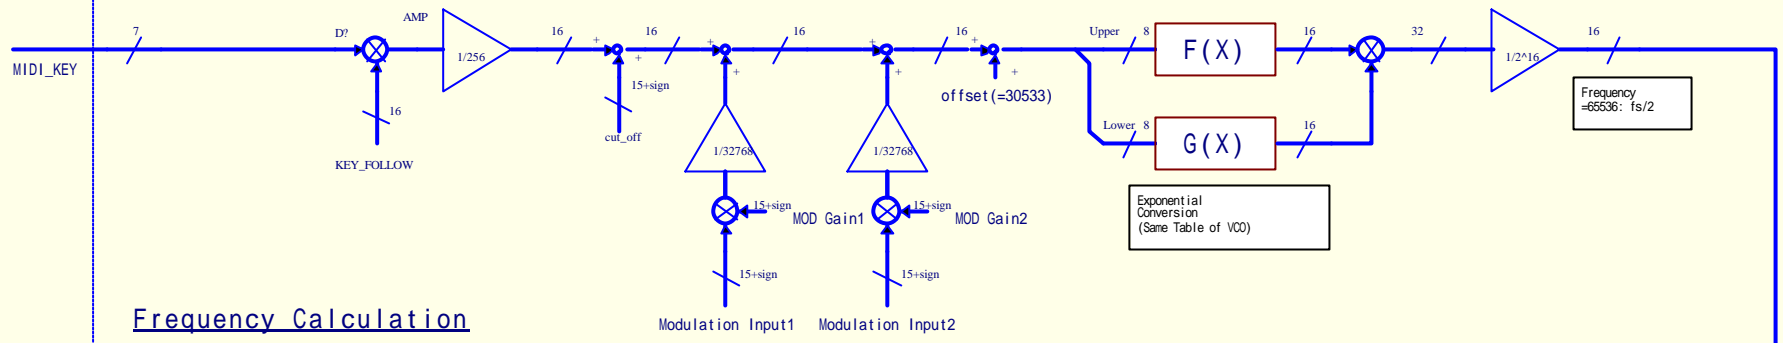 MIDI_KEY
7
D?
16
KEY_FOLLOW
AMP
1/256
16
+
15+sign
cut_off
16
+
+
1/32768
15+sign
MOD Gain1
15+sign
Modulation Input1
16
+
+
1/32768
15+sign
MOD Gain2
15+sign
Modulation Input2
16
+
+
offset(=30533)
Upper 8
F(X)
16
Lower 8
G(X)
16
Exponential
Conversion
(Same Table of VCO)
32
1/2^16
16
Frequency
=65536: fs/2
Frequency Calculation